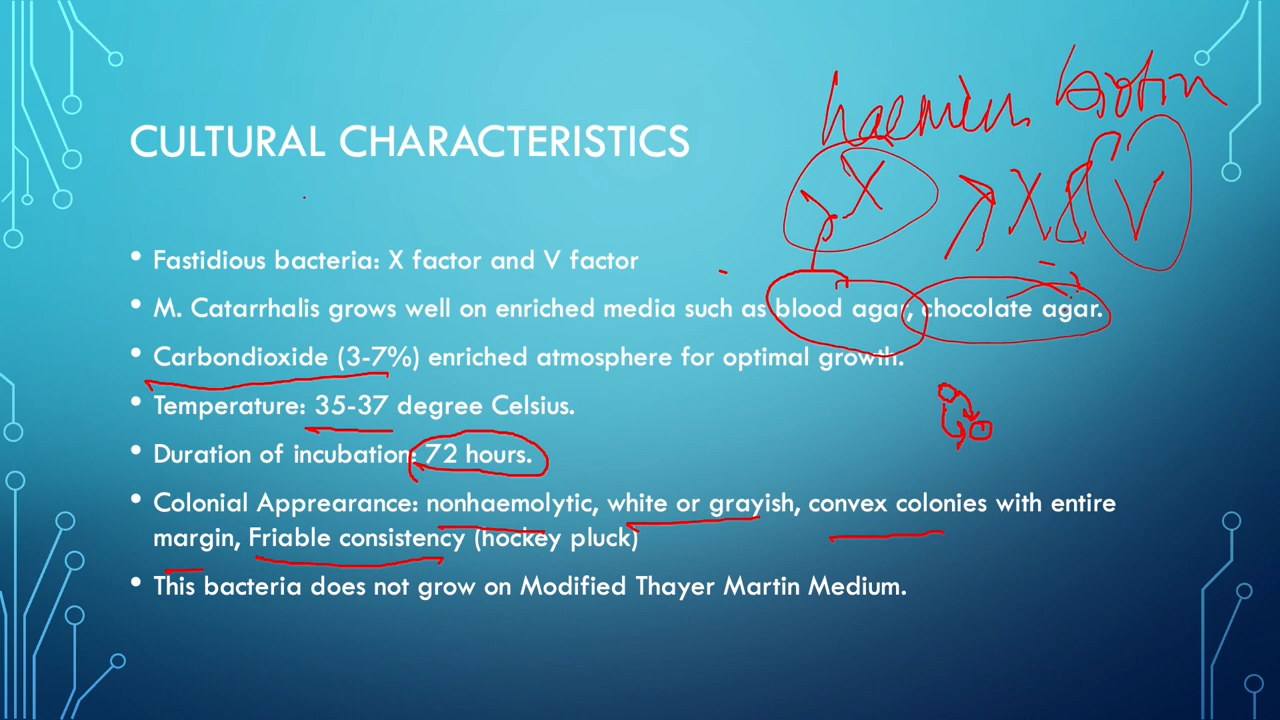 haemin biotin
CULTURAL CHARACTERISTICS
X X & V
• Fastidious bacteria: X factor and V factor
• M. Catarrhalis grows well on enriched media such as blood agar, chocolate agar.
• Carbondioxide (3-7%) enriched atmosphere for optimal growth.
• Temperature: 35-37 degree Celsius.
• Duration of incubation: 72 hours.
• Colonial Apprearance: nonhaemolytic, white or grayish, convex colonies with entire
margin, Friable consistency (hockey pluck)
• This bacteria does not grow on Modified Thayer Martin Medium.